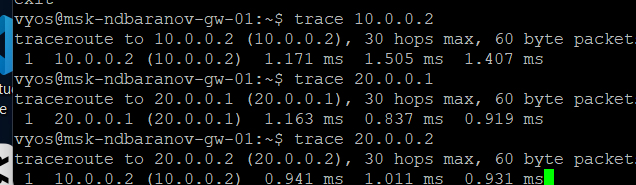 exit
vyos@msk-ndbaranov-gw-01:~$ trace 10.0.0.2
traceroute to 10.0.0.2 (10.0.0.2), 30 hops max, 60 byte packet
1 10.0.0.2 (10.0.0.2) 1.171 ms 1.505 ms 1.407 ms
vyos@msk-ndbaranov-gw-01:~$ trace 20.0.0.1
traceroute to 20.0.0.1 (20.0.0.1), 30 hops max, 60 byte packet
1 20.0.0.1 (20.0.0.1) 1.163 ms 0.837 ms 0.919 ms
vyos@msk-ndbaranov-gw-01:~$ trace 20.0.0.2
traceroute to 20.0.0.2 (20.0.0.2), 30 hops max, 60 byte packet
1 10.0.0.2 (10.0.0.2) 0.941 ms 1.011 ms 0.931 ms